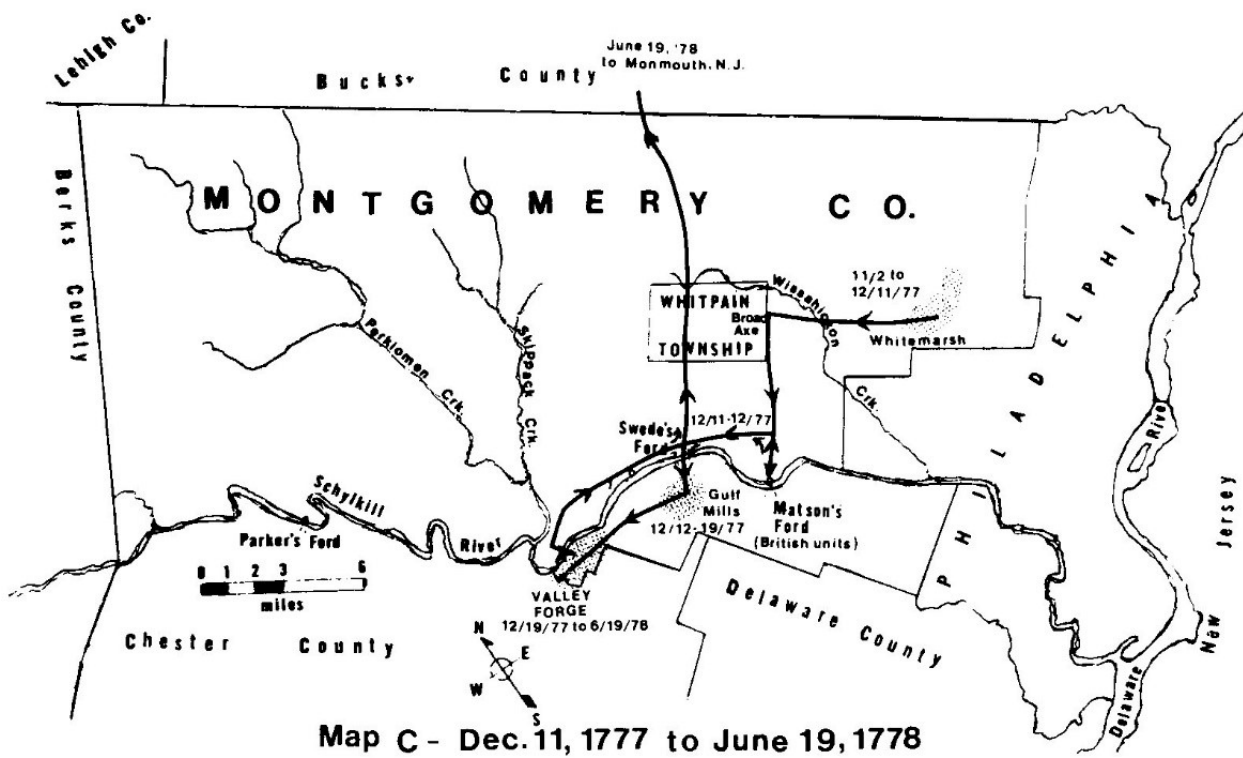 Lehigh Co.
Bucks County
June 19, '78
to Monmouth, N.J.
Berks County
MONTGOMERY CO.
PHILADELPHIA
11/2 to
12/11/77
Whitemarsh
Wissahickon
Crk.
WHITPAIN
TOWNSHIP
Broad
Axe
Perkiomen Crk.
Skippack Crk.
Swede's
Ford
12/11-12/77
Gulf
Mills
12/12-19/77
Matson's
Ford
(British units)
Schylkill
River
Parker's Ford
0 1 2 3 6
miles
VALLEY
FORGE
12/19/77 to 6/19/78
Chester County
Delaware County
Delaware
River
New Jersey
N
E
W
S
Map C - Dec. 11, 1777 to June 19, 1778